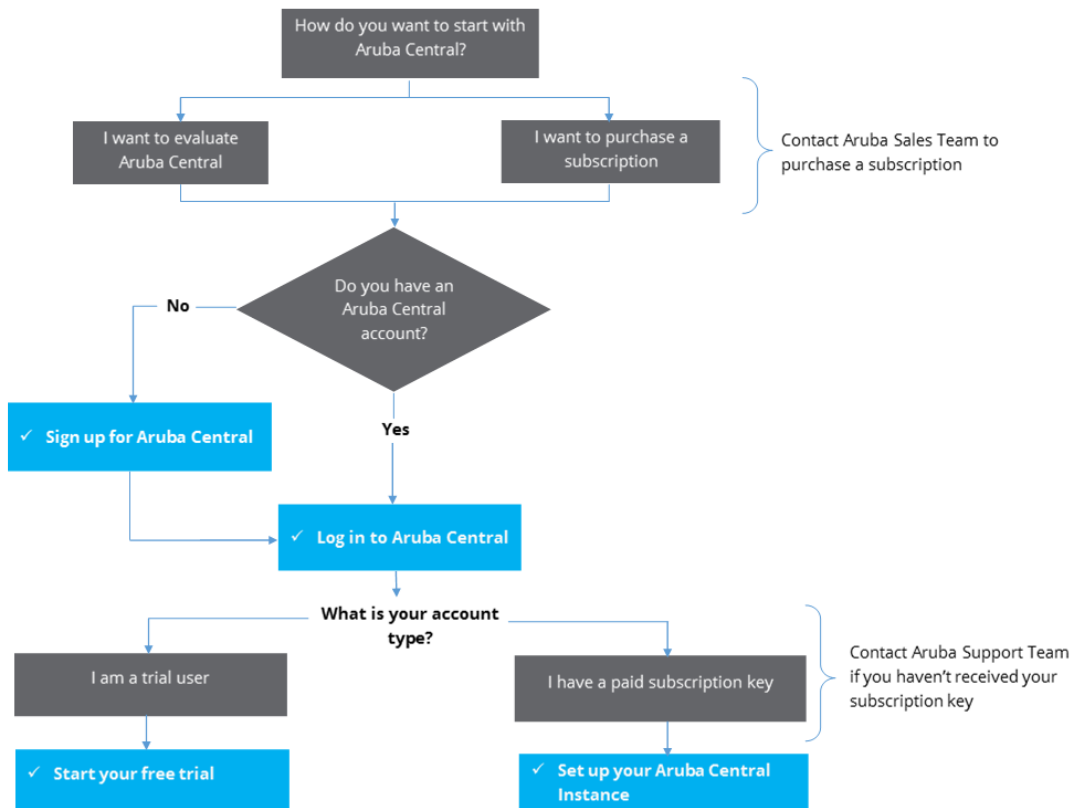 How do you want to start with
Aruba Central?
I want to evaluate
Aruba Central
I want to purchase a
subscription
Contact Aruba Sales Team to
purchase a subscription
Do you have an
Aruba Central
account?
No
Yes
✓ Sign up for Aruba Central
✓ Log in to Aruba Central
What is your account
type?
I am a trial user
I have a paid subscription key
Contact Aruba Support Team
if you haven’t received your
subscription key
✓ Start your free trial
✓ Set up your Aruba Central
Instance